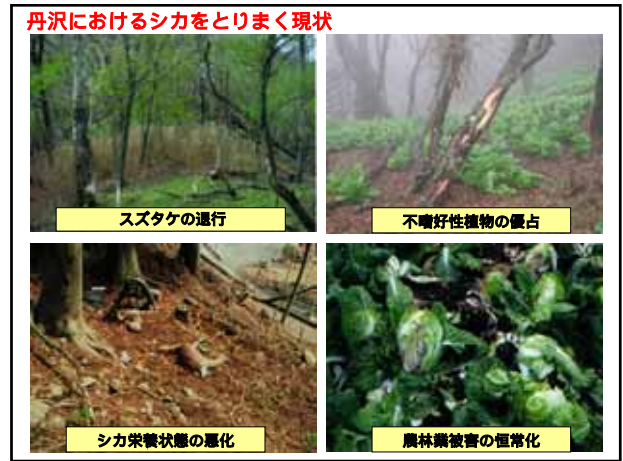 丹沢におけるシカをとりまく現状
スズタケの退行
不嗜好性植物の優占
シカ栄養状態の悪化
農林業被害の恒常化